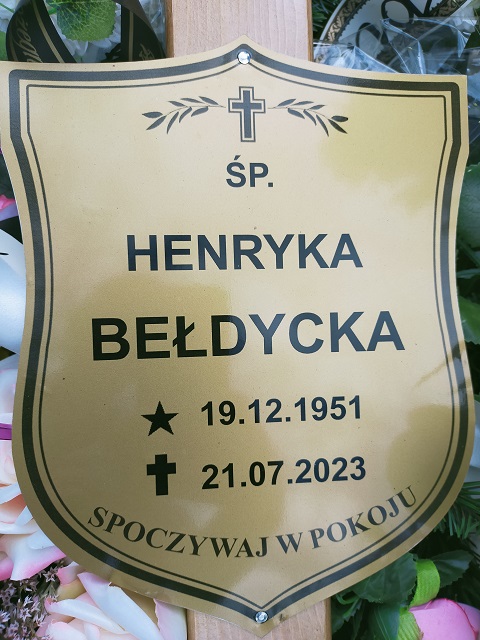 ŚP.
HENRYKA
BEŁDYCKA
★ 19.12.1951
✝ 21.07.2023
SPOCZYWAJ W POKOJU